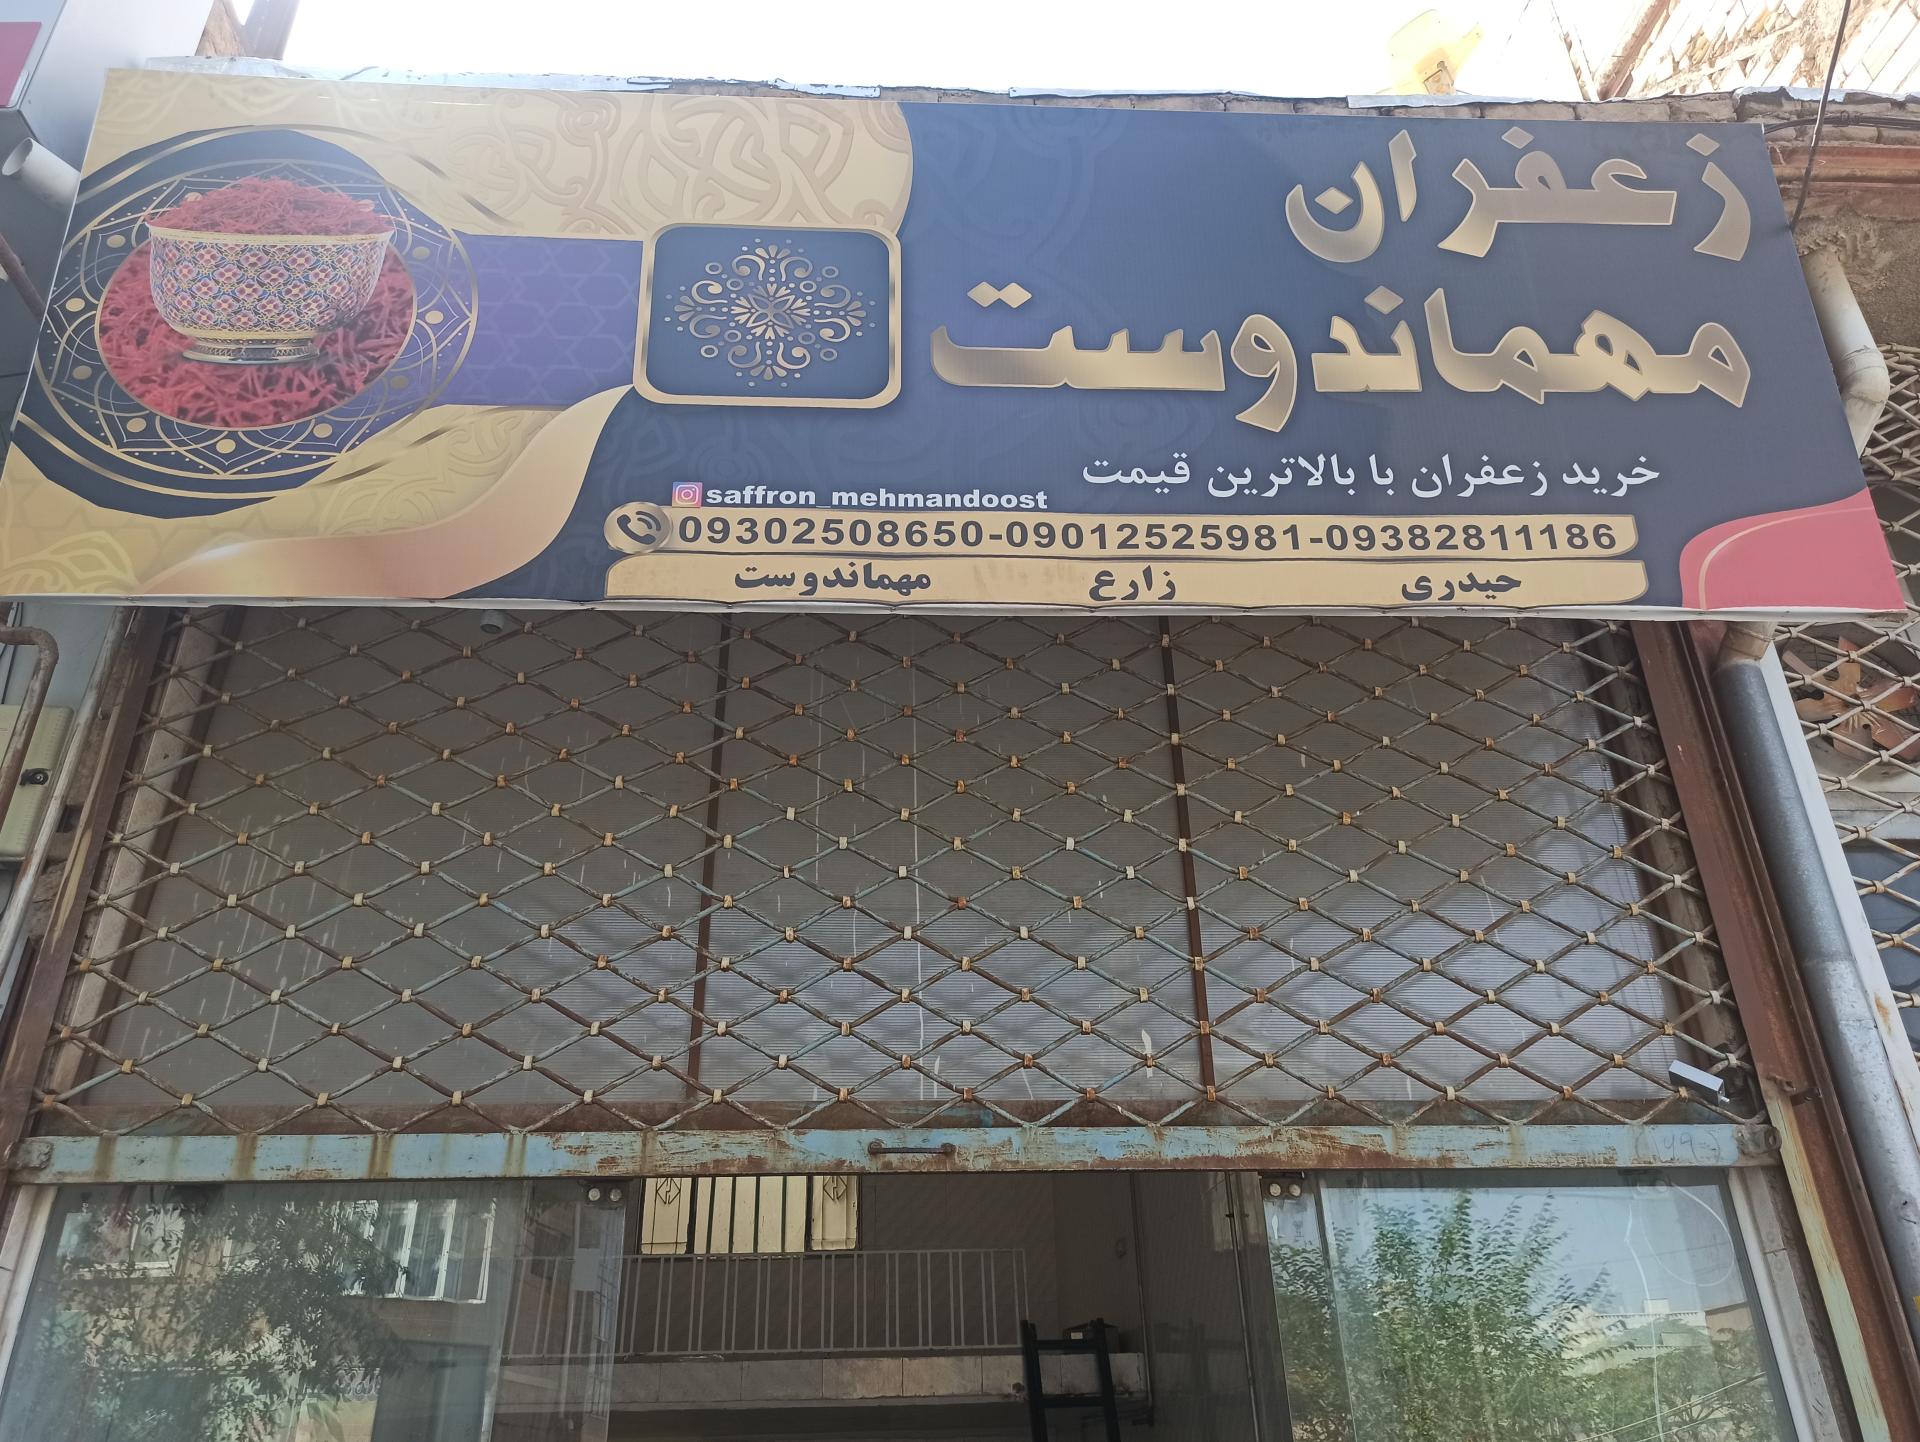 زعفران
مهماندوست
خرید زعفران با بالاترین قیمت
saffron_mehmandoost
09302508650-09012525981-09382811186
مهماندوست زارع حیدری